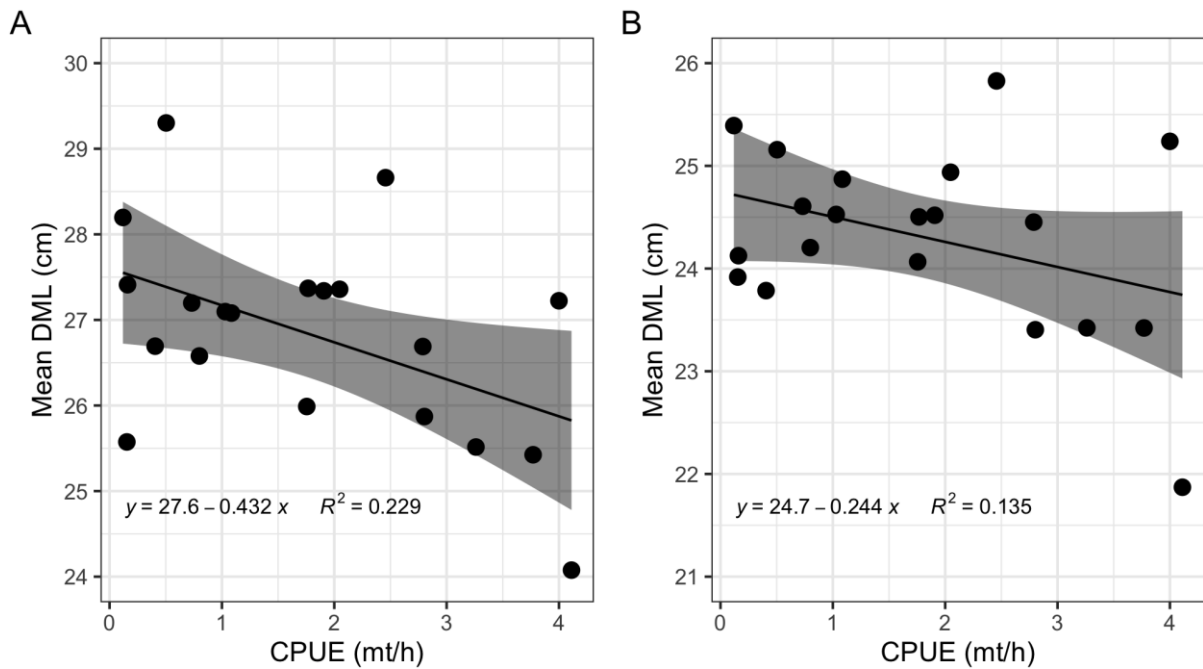 A
Mean DML (cm)
30
29
28
27
26
25
24
y = 27.6 – 0.432 x R² = 0.229
0 1 2 3 4
CPUE (mt/h)
B
Mean DML (cm)
26
25
24
23
22
21
y = 24.7 – 0.244 x R² = 0.135
0 1 2 3 4
CPUE (mt/h)